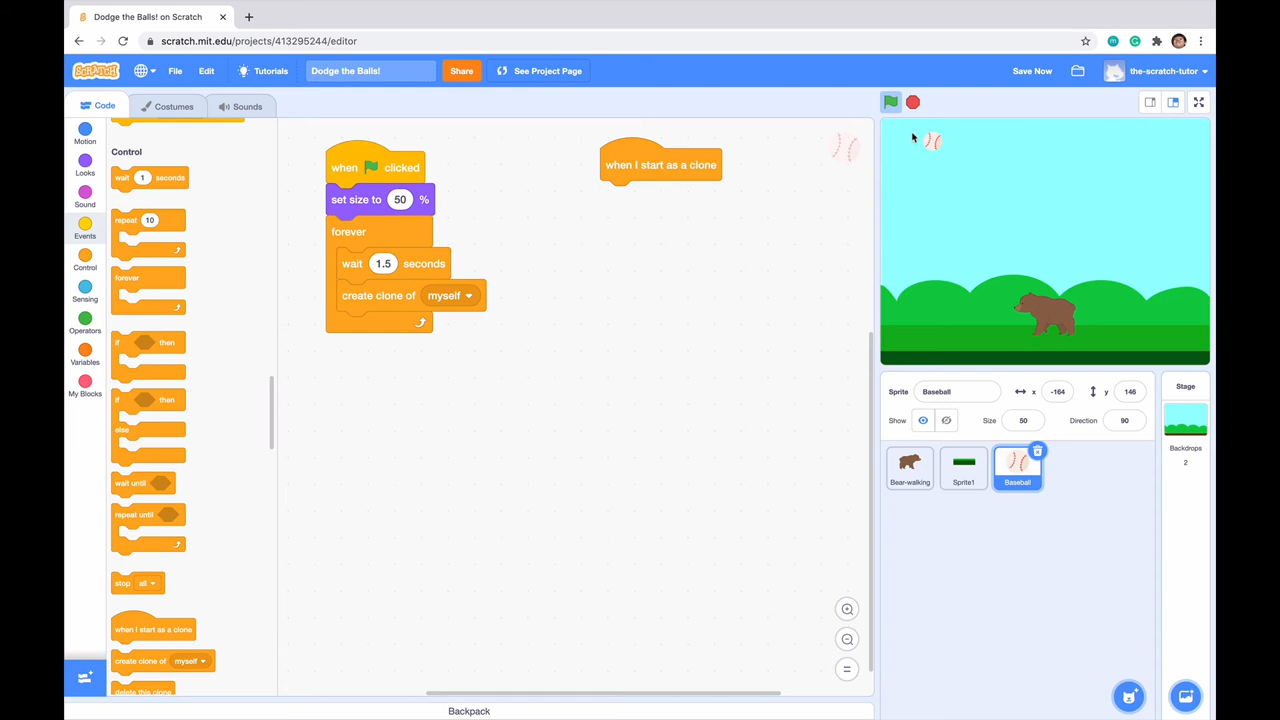 Dodge the Balls! on Scratch
scratch.mit.edu/projects/413295244/editor
SCRATCH File Edit Tutorials Dodge the Balls! Share See Project Page Save Now the-scratch-tutor
Code Costumes Sounds
Motion
Looks
Sound
Events
Control
Sensing
Operators
Variables
My Blocks
Control
wait 1 seconds
repeat 10
forever
if then
if then
else
wait until
repeat until
stop all
when I start as a clone
create clone of myself
delete this clone
when clicked
set size to 50 %
forever
wait 1.5 seconds
create clone of myself
when I start as a clone
Sprite Baseball x -164 y 146
Show Size 50 Direction 90
Bear-walking Sprite1 Baseball
Stage
Backdrops
2
Backpack